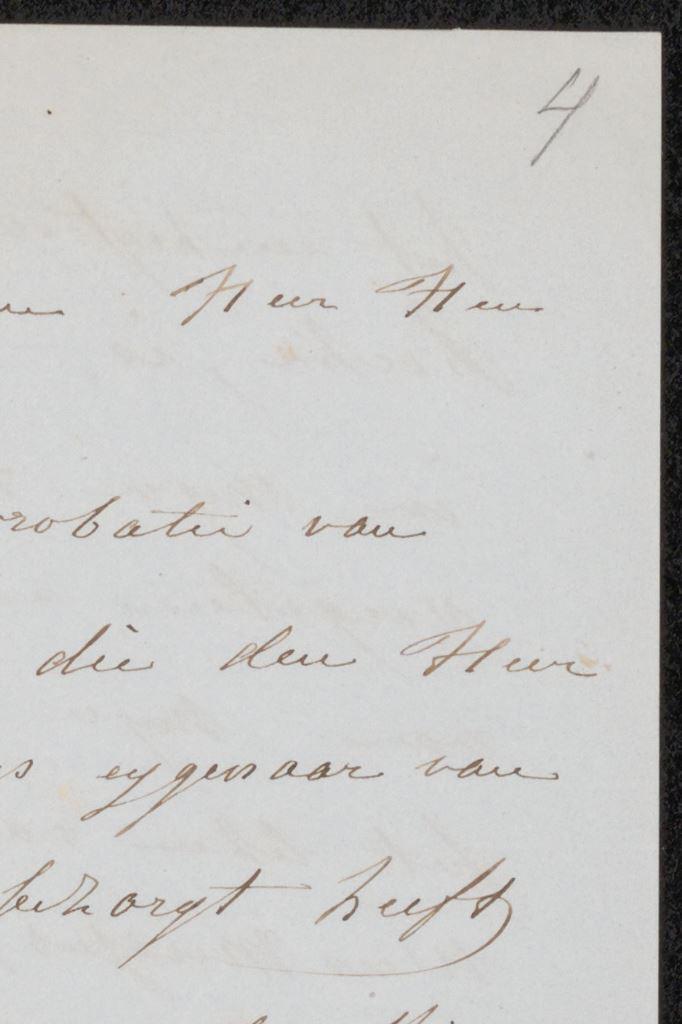 4
Heer Heer
robatie van
die den Heer
eygenaar van
bezorgt heeft